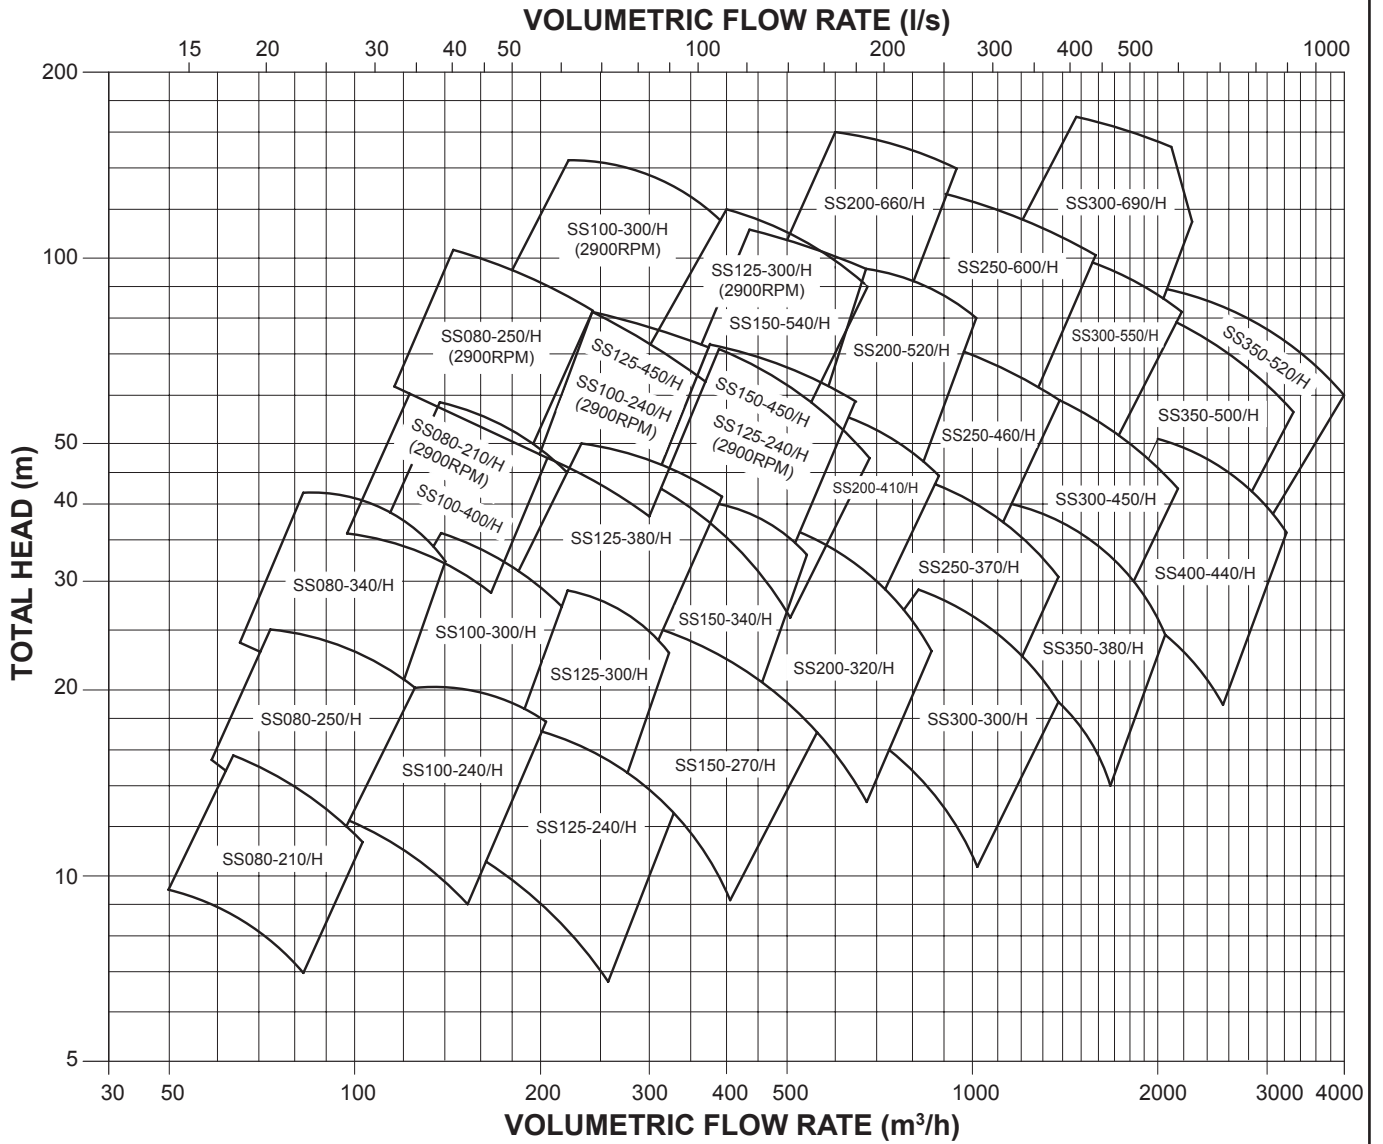 VOLUMETRIC FLOW RATE (l/s)
15 20 30 40 50 100 200 300 400 500 1000
200
100
50
40
30
20
10
5
TOTAL HEAD (m)
SS300-690/H
SS200-660/H
SS100-300/H
(2900RPM)
SS250-600/H
SS125-300/H
(2900RPM)
SS150-540/H
SS080-250/H
(2900RPM)
SS200-520/H
SS300-550/H
SS350-520/H
SS125-450/H
SS100-240/H
(2900RPM)
SS150-450/H
SS125-240/H
(2900RPM)
SS350-500/H
SS250-460/H
SS080-210/H
(2900RPM)
SS100-400/H
SS200-410/H
SS300-450/H
SS125-380/H
SS250-370/H
SS400-440/H
SS080-340/H
SS100-300/H
SS150-340/H
SS350-380/H
SS125-300/H
SS200-320/H
SS080-250/H
SS300-300/H
SS100-240/H
SS150-270/H
SS125-240/H
SS080-210/H
30 50 100 200 300 400 500 1000 2000 3000 4000
VOLUMETRIC FLOW RATE (m³/h)